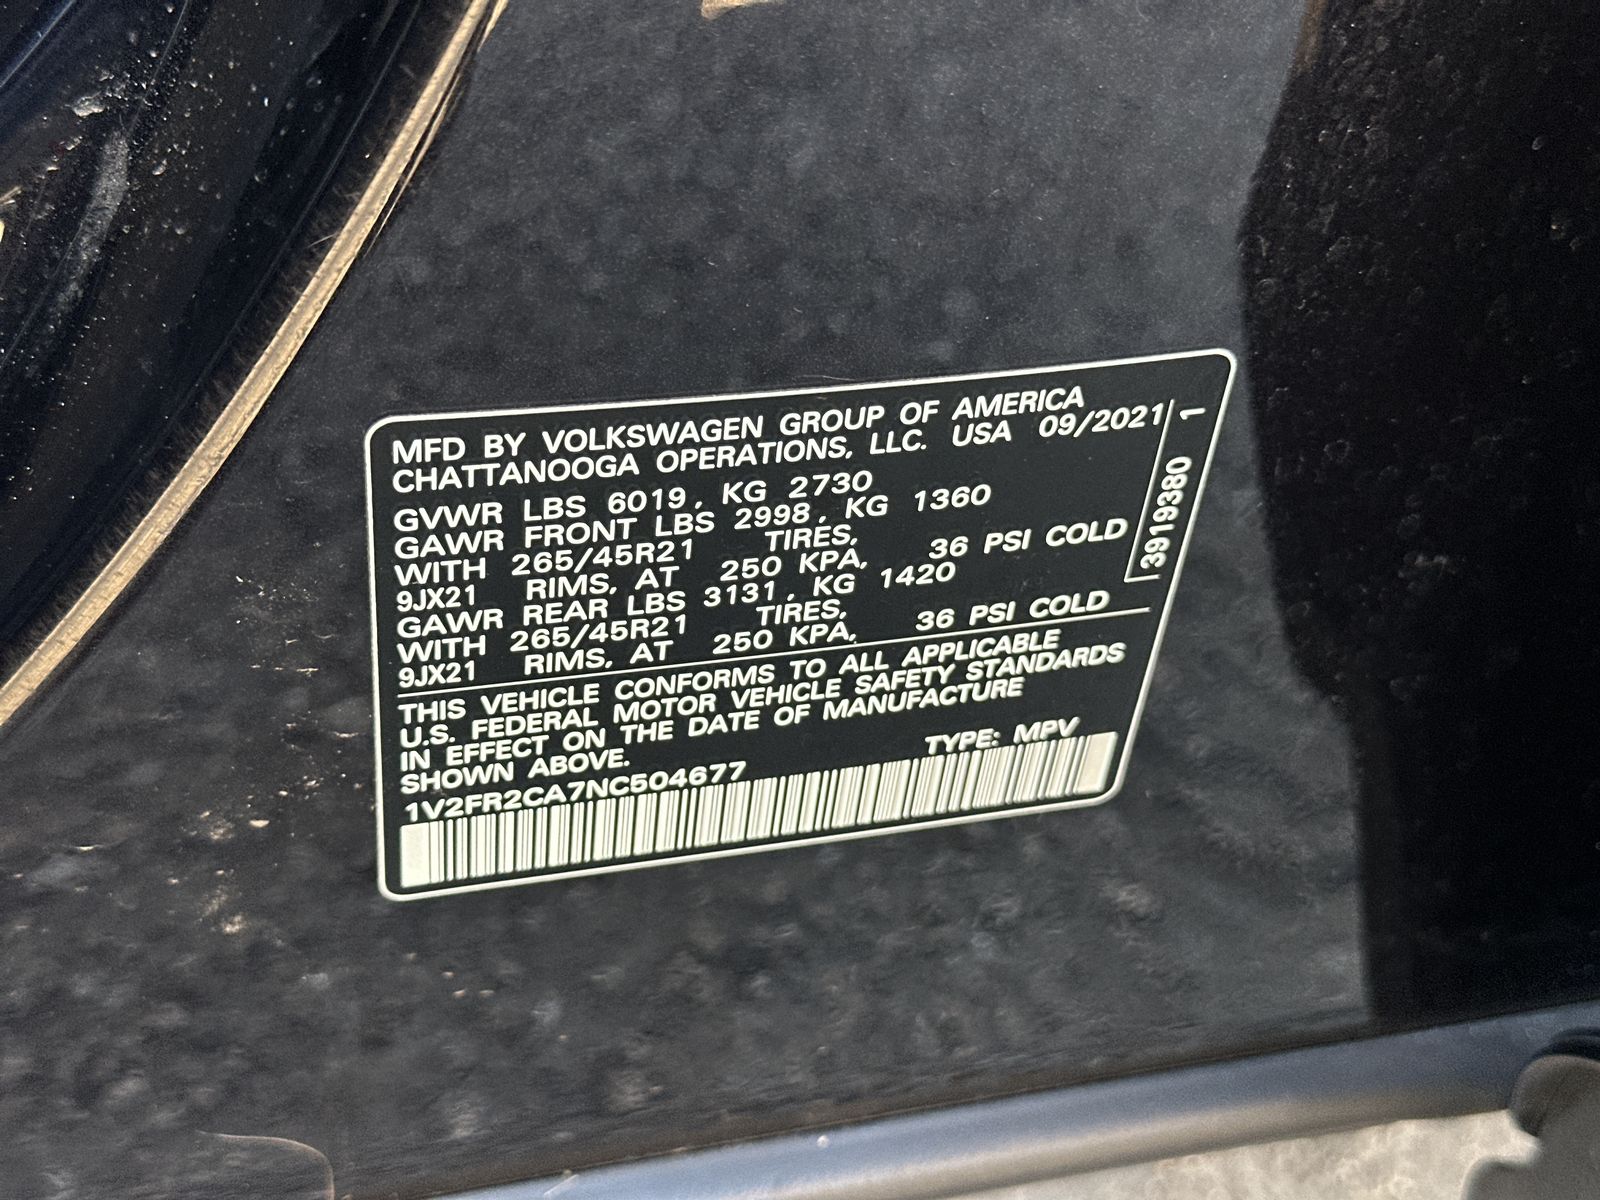 MFD BY VOLKSWAGEN GROUP OF AMERICA
CHATTANOOGA OPERATIONS, LLC. USA 09/2021
GVWR LBS 6019, KG 2730
GAWR FRONT LBS 2998, KG 1360
WITH 265/45R21 TIRES,
9JX21 RIMS, AT 250 KPA, 36 PSI COLD
GAWR REAR LBS 3131, KG 1420
WITH 265/45R21 TIRES,
9JX21 RIMS, AT 250 KPA, 36 PSI COLD
THIS VEHICLE CONFORMS TO ALL APPLICABLE
U.S. FEDERAL MOTOR VEHICLE SAFETY STANDARDS
IN EFFECT ON THE DATE OF MANUFACTURE
SHOWN ABOVE.
TYPE: MPV
1V2FR2CA7NC504677
3919380 1